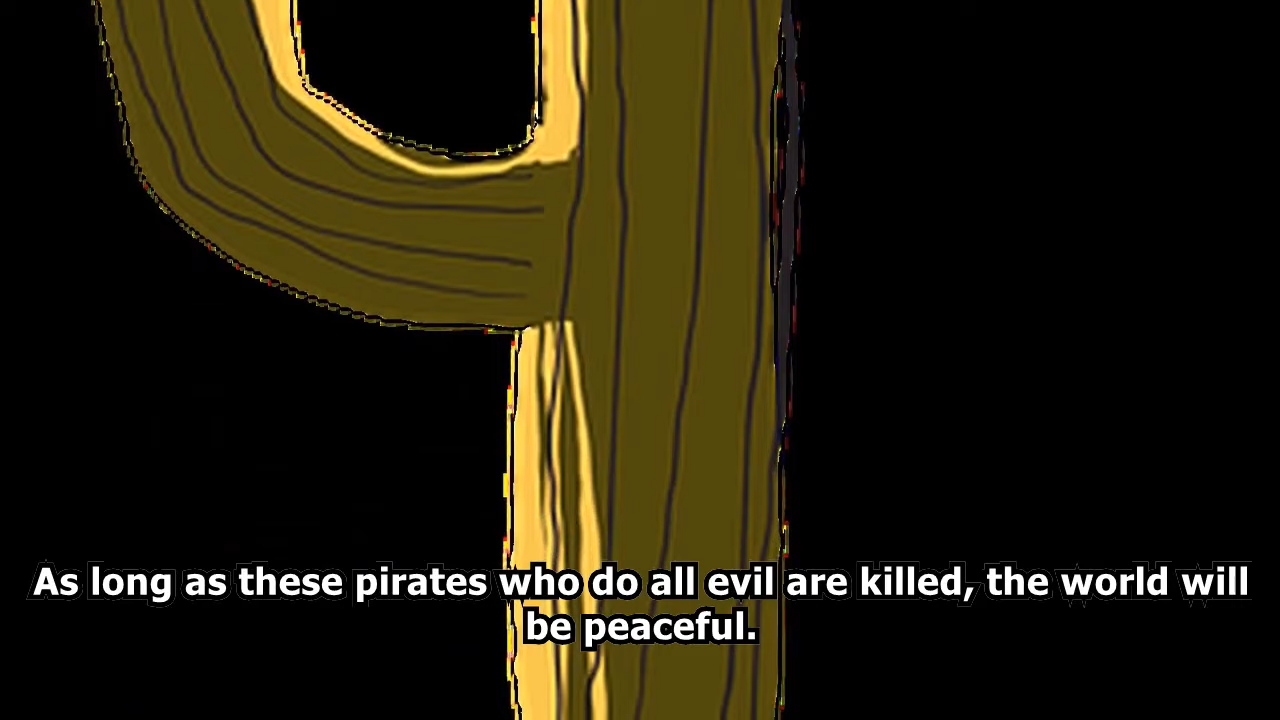 As long as these pirates who do all evil are killed, the world will
be peaceful.